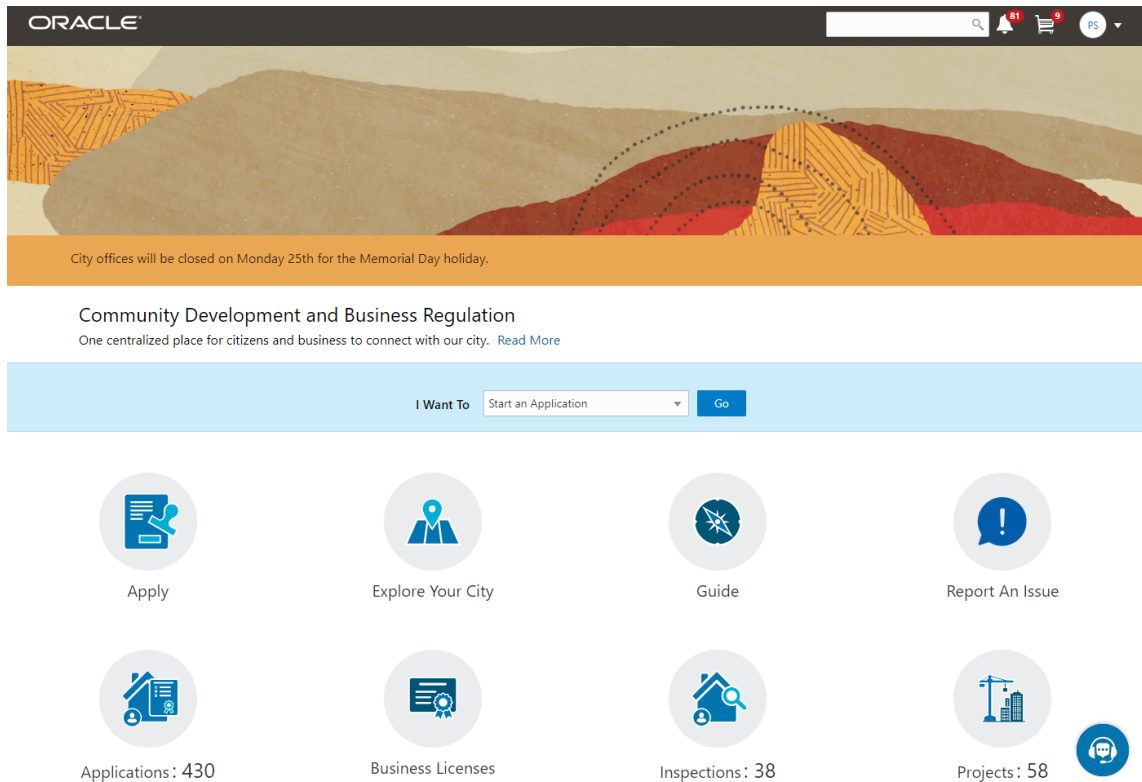 ORACLE
81
9
PS
City offices will be closed on Monday 25th for the Memorial Day holiday.
Community Development and Business Regulation
One centralized place for citizens and business to connect with our city. Read More
I Want To Start an Application Go
Apply
Explore Your City
Guide
Report An Issue
Applications: 430
Business Licenses
Inspections: 38
Projects: 58